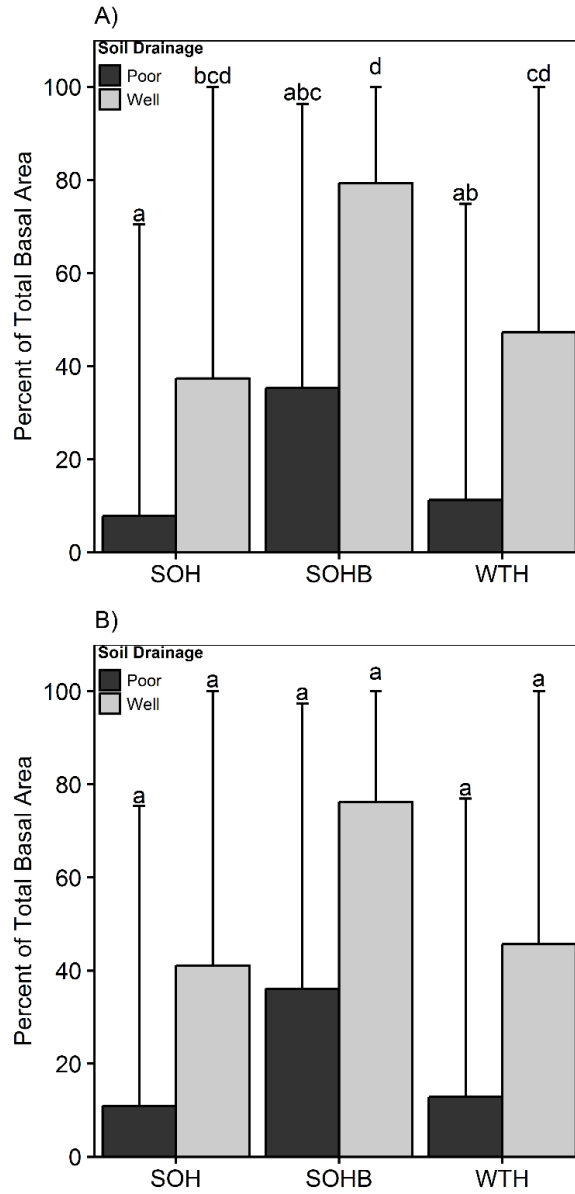 A)
Soil Drainage
Poor
Well
a
bcd
abc
d
ab
cd
100
80
60
40
20
0
Percent of Total Basal Area
SOH SOHB WTH
B)
Soil Drainage
Poor
Well
a
a
a
a
a
a
100
80
60
40
20
0
Percent of Total Basal Area
SOH SOHB WTH